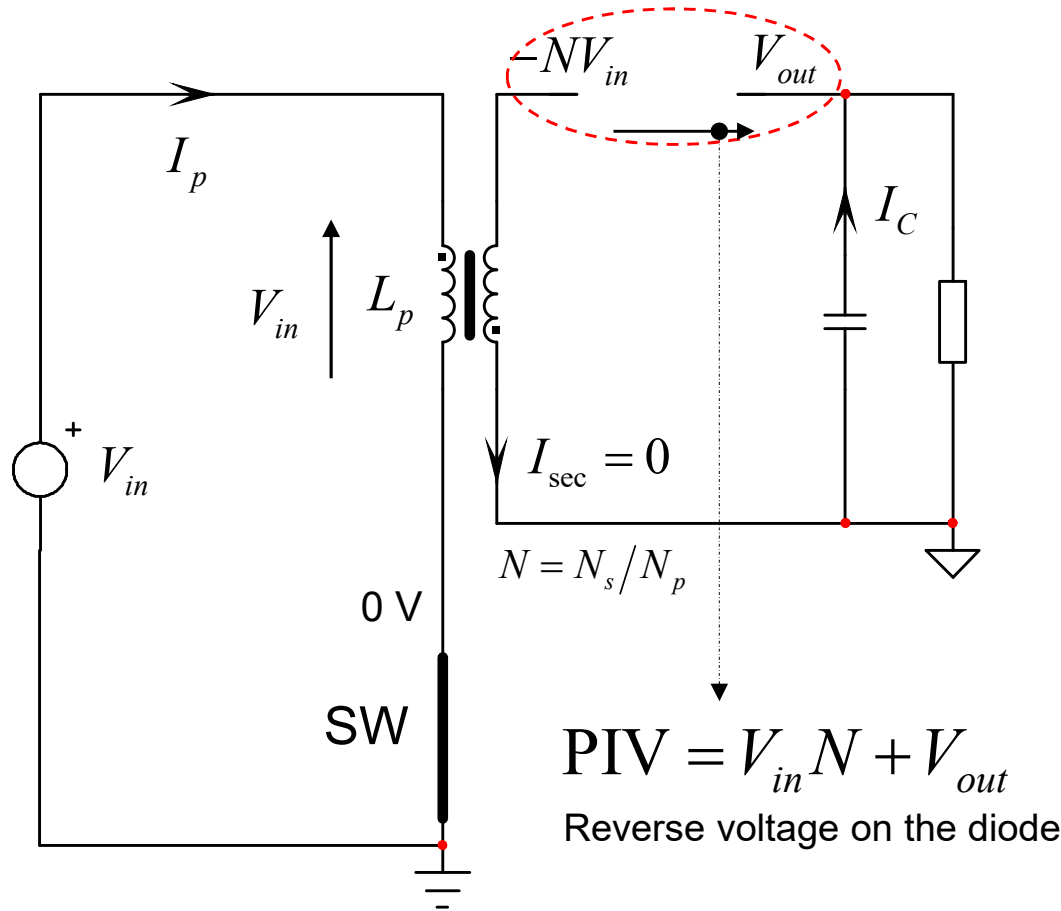 −NV_in V_out
I_p
I_C
V_in L_p
+
V_in
I_sec = 0
N = N_s/N_p
0 V
SW
PIV = V_in N + V_out
Reverse voltage on the diode